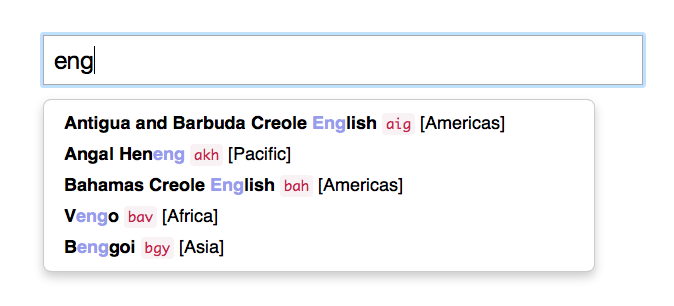 eng
Antigua and Barbuda Creole English aig [Americas]
Angal Heneng akh [Pacific]
Bahamas Creole English bah [Americas]
Vengo bav [Africa]
Benggoi bgy [Asia]